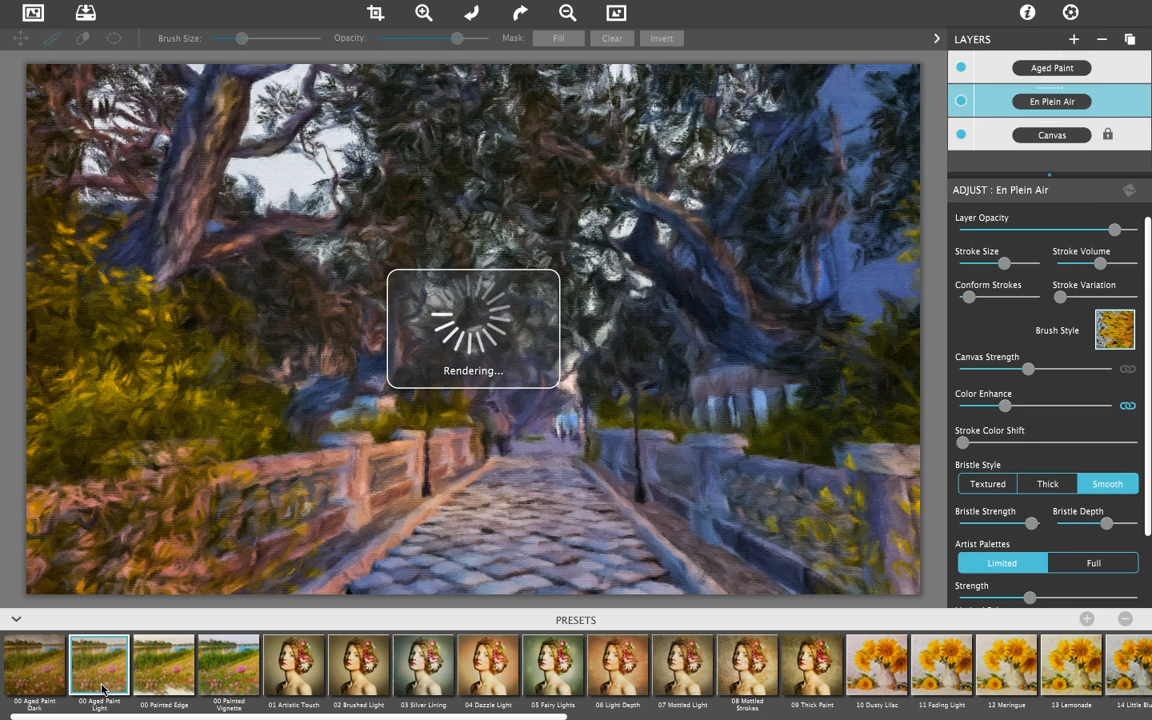 Brush Size:
Opacity:
Mask:
Fill
Clear
Invert
LAYERS
Aged Paint
En Plein Air
Canvas
ADJUST : En Plein Air
Layer Opacity
Stroke Size
Stroke Volume
Conform Strokes
Stroke Variation
Brush Style
Canvas Strength
Color Enhance
Stroke Color Shift
Bristle Style
Textured
Thick
Smooth
Bristle Strength
Bristle Depth
Artist Palettes
Limited
Full
Strength
Rendering...
PRESETS
00 Aged Paint
Dark
00 Aged Paint
Light
00 Painted Edge
00 Painted
Vignette
01 Artistic Touch
02 Brushed Light
03 Silver Lining
04 Dazzle Light
05 Fairy Lights
06 Light Depth
07 Mottled Light
08 Mottled
Strokes
09 Thick Paint
10 Dusty Lilac
11 Fading Light
12 Meringue
13 Lemonade
14 Little